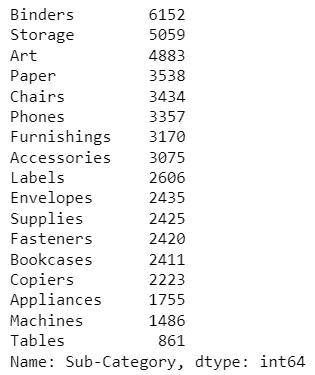 Binders 6152
Storage 5059
Art 4883
Paper 3538
Chairs 3434
Phones 3357
Furnishings 3170
Accessories 3075
Labels 2606
Envelopes 2435
Supplies 2425
Fasteners 2420
Bookcases 2411
Copiers 2223
Appliances 1755
Machines 1486
Tables 861
Name: Sub-Category, dtype: int64